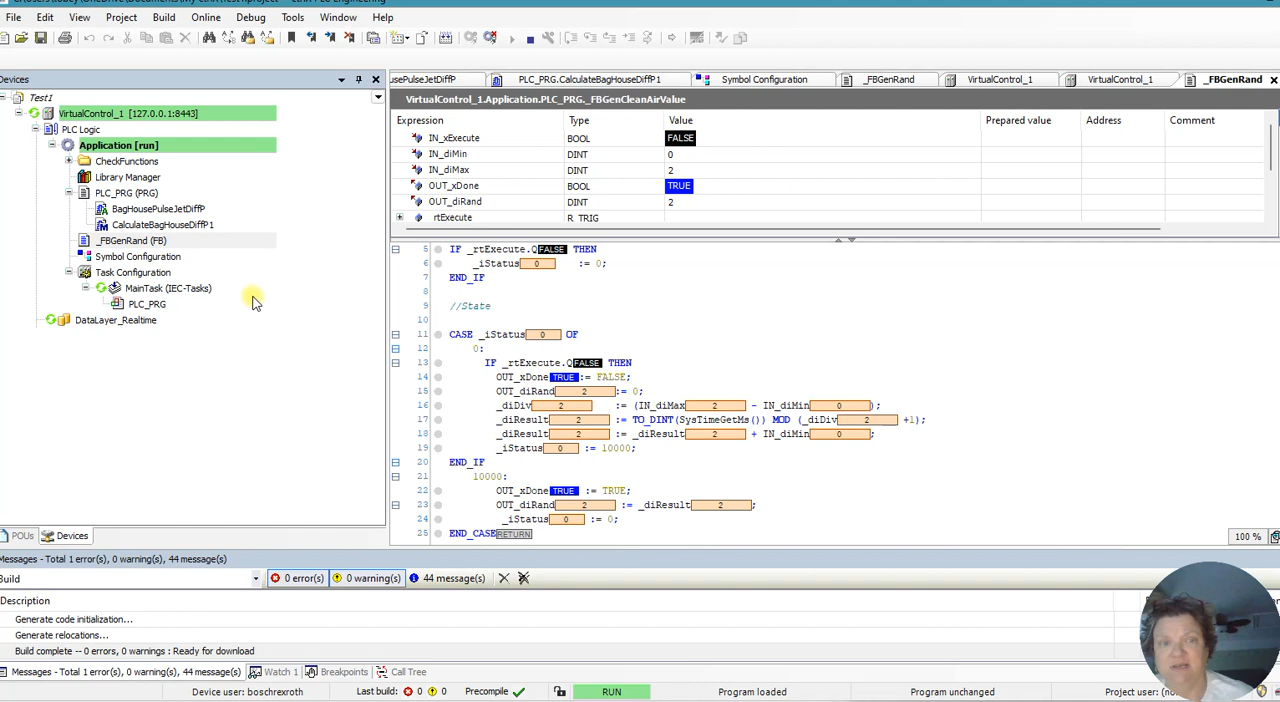 File Edit View Project Build Online Debug Tools Window Help
Devices
Test1
VirtualControl_1 [127.0.0.1:8443]
PLC Logic
Application [run]
CheckFunctions
Library Manager
PLC_PRG (PRG)
BagHousePulseJetDiffP
CalculateBagHouseDiffP1
_FBGenRand (FB)
Symbol Configuration
Task Configuration
MainTask (IEC-Tasks)
PLC_PRG
DataLayer_Realtime
POUs Devices
usePulseJetDiffP PLC_PRG.CalculateBagHouseDiffP1 Symbol Configuration _FBGenRand VirtualControl_1 VirtualControl_1 _FBGenRand
VirtualControl_1.Application.PLC_PRG._FBGenCleanAirValue
Expression Type Value Prepared value Address Comment
IN_xExecute BOOL FALSE
IN_diMin DINT 0
IN_diMax DINT 2
OUT_xDone BOOL TRUE
OUT_diRand DINT 2
rtExecute R_TRIG
5 IF _rtExecute.Q FALSE THEN
6 _iStatus 0 := 0;
7 END_IF
8
9 //State
10
11 CASE _iStatus 0 OF
12 0:
13 IF _rtExecute.Q FALSE THEN
14 OUT_xDone TRUE := FALSE;
15 OUT_diRand 2 := 0;
16 _diDiv 2 := (IN_diMax 2 - IN_diMin 0 );
17 _diResult 2 := TO_DINT(SysTimeGetMs()) MOD (_diDiv 2 +1);
18 _diResult 2 := _diResult 2 + IN_diMin 0 ;
19 _iStatus 0 := 10000;
20 END_IF
21 10000:
22 OUT_xDone TRUE := TRUE;
23 OUT_diRand 2 := _diResult 2 ;
24 _iStatus 0 := 0;
25 END_CASE RETURN
100 %
Messages - Total 1 error(s), 0 warning(s), 44 message(s)
Build 0 error(s) 0 warning(s) 44 message(s)
Description
Generate code initialization...
Generate relocations...
Build complete -- 0 errors, 0 warnings : Ready for download
Messages - Total 1 error(s), 0 warning(s), 44 message(s) Watch 1 Breakpoints Call Tree
Device user: boschrexroth Last build: 0 0 Precompile RUN Program loaded Program unchanged Project user: (no